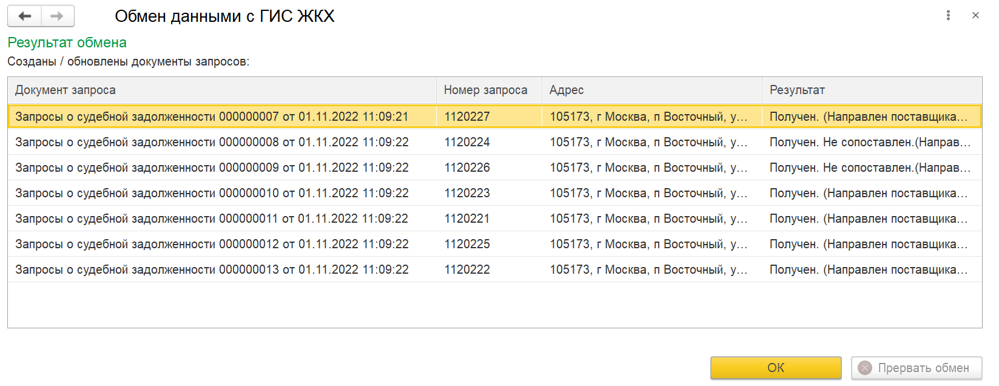 Обмен данными с ГИС ЖКХ
Результат обмена
Созданы / обновлены документы запросов:
Документ запроса Номер запроса Адрес Результат
Запросы о судебной задолженности 000000007 от 01.11.2022 11:09:21 1120227 105173, г Москва, п Восточный, у... Получен. (Направлен поставщика...
Запросы о судебной задолженности 000000008 от 01.11.2022 11:09:22 1120224 105173, г Москва, п Восточный, у... Получен. Не сопоставлен.(Направ...
Запросы о судебной задолженности 000000009 от 01.11.2022 11:09:22 1120226 105173, г Москва, п Восточный, у... Получен. Не сопоставлен.(Направ...
Запросы о судебной задолженности 000000010 от 01.11.2022 11:09:22 1120223 105173, г Москва, п Восточный, у... Получен. (Направлен поставщика...
Запросы о судебной задолженности 000000011 от 01.11.2022 11:09:22 1120221 105173, г Москва, п Восточный, у... Получен. (Направлен поставщика...
Запросы о судебной задолженности 000000012 от 01.11.2022 11:09:22 1120225 105173, г Москва, п Восточный, у... Получен. (Направлен поставщика...
Запросы о судебной задолженности 000000013 от 01.11.2022 11:09:22 1120222 105173, г Москва, п Восточный, у... Получен. (Направлен поставщика...
ОК Прервать обмен